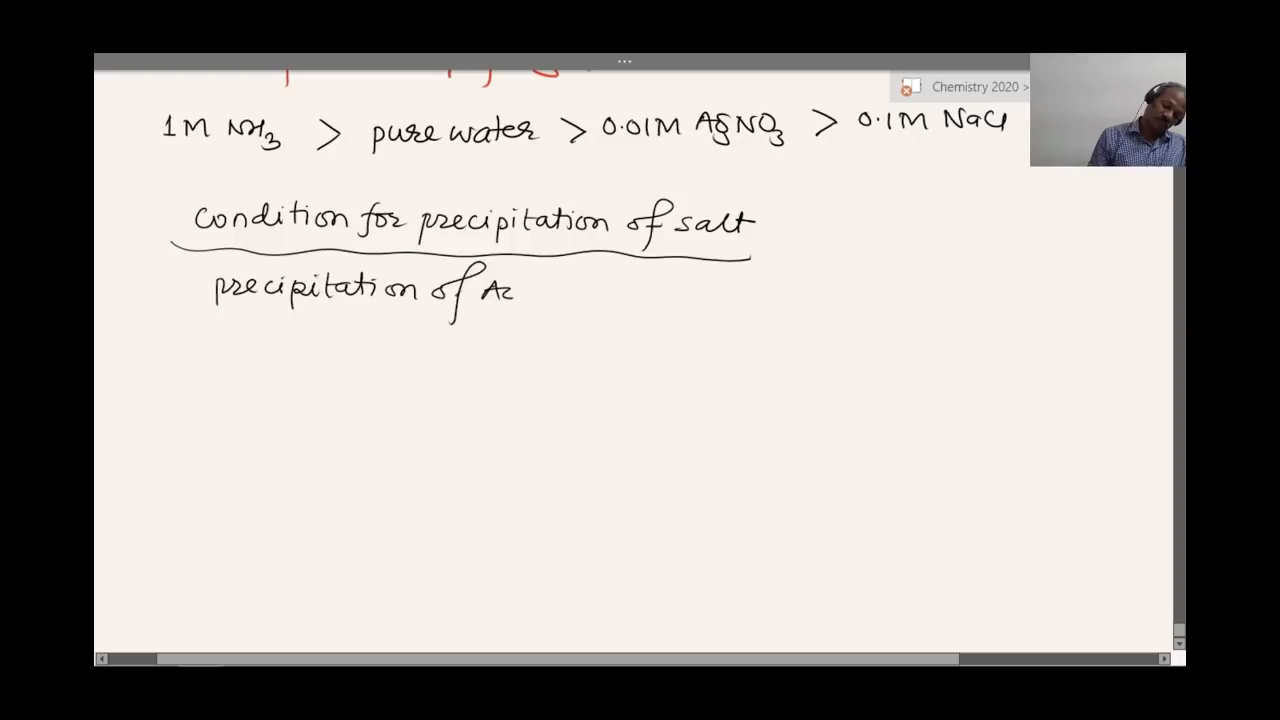 Chemistry 2020 >
1M NH3 > pure water > 0.01M AgNO3 > 0.1M NaCl
condition for precipitation of salt
precipitation of